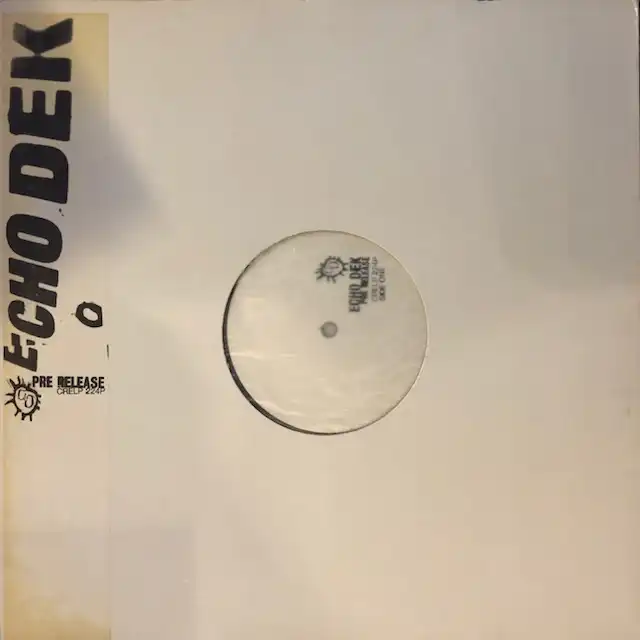 ECHO DEK
PRE RELEASE
CRELP 224P
ECHO DEK
PRE RELEASE
CRELP 224P
SIDE ONE